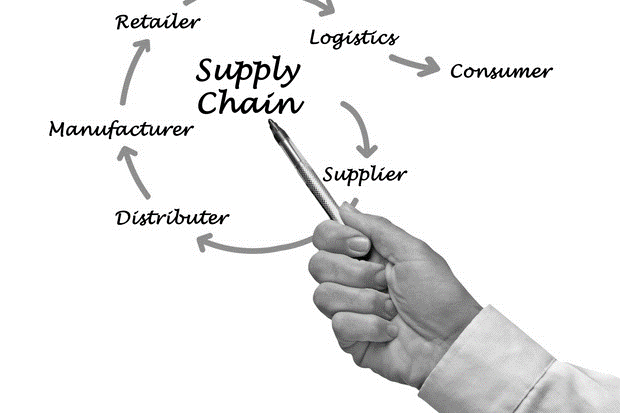 Retailer
Logistics
Consumer
Supply
Chain
Manufacturer
Supplier
Distributer